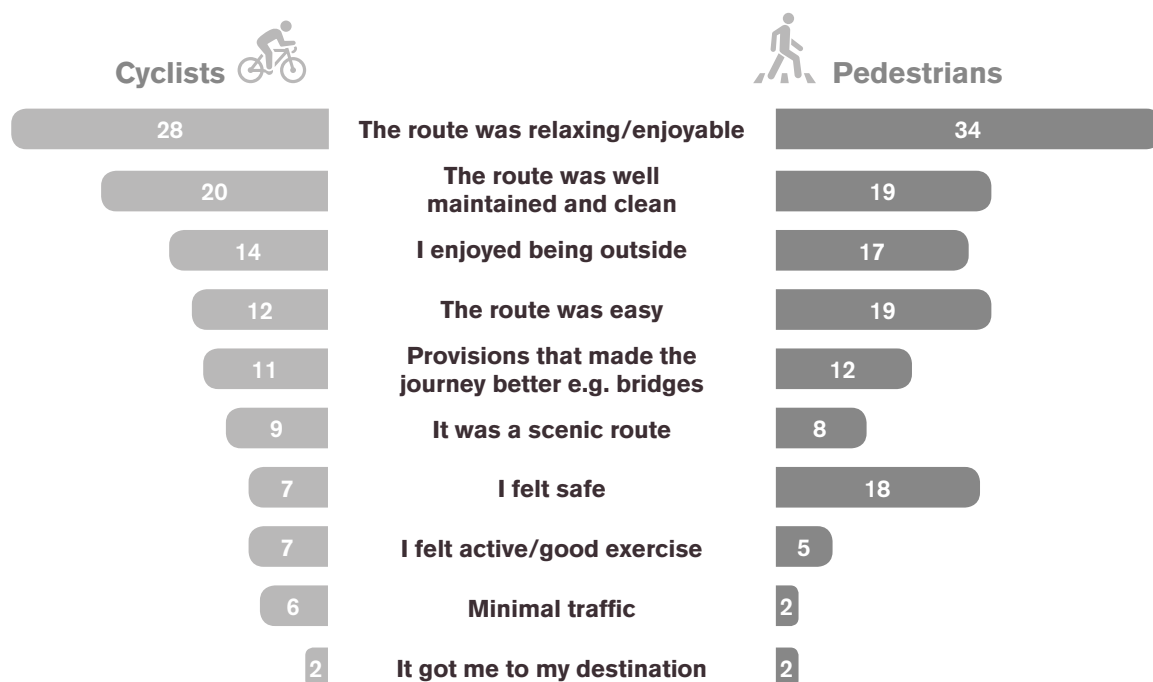 Cyclists
Pedestrians
28
The route was relaxing/enjoyable
34
20
The route was well
maintained and clean
19
14
I enjoyed being outside
17
12
The route was easy
19
11
Provisions that made the
journey better e.g. bridges
12
9
It was a scenic route
8
7
I felt safe
18
7
I felt active/good exercise
5
6
Minimal traffic
2
2
It got me to my destination
2